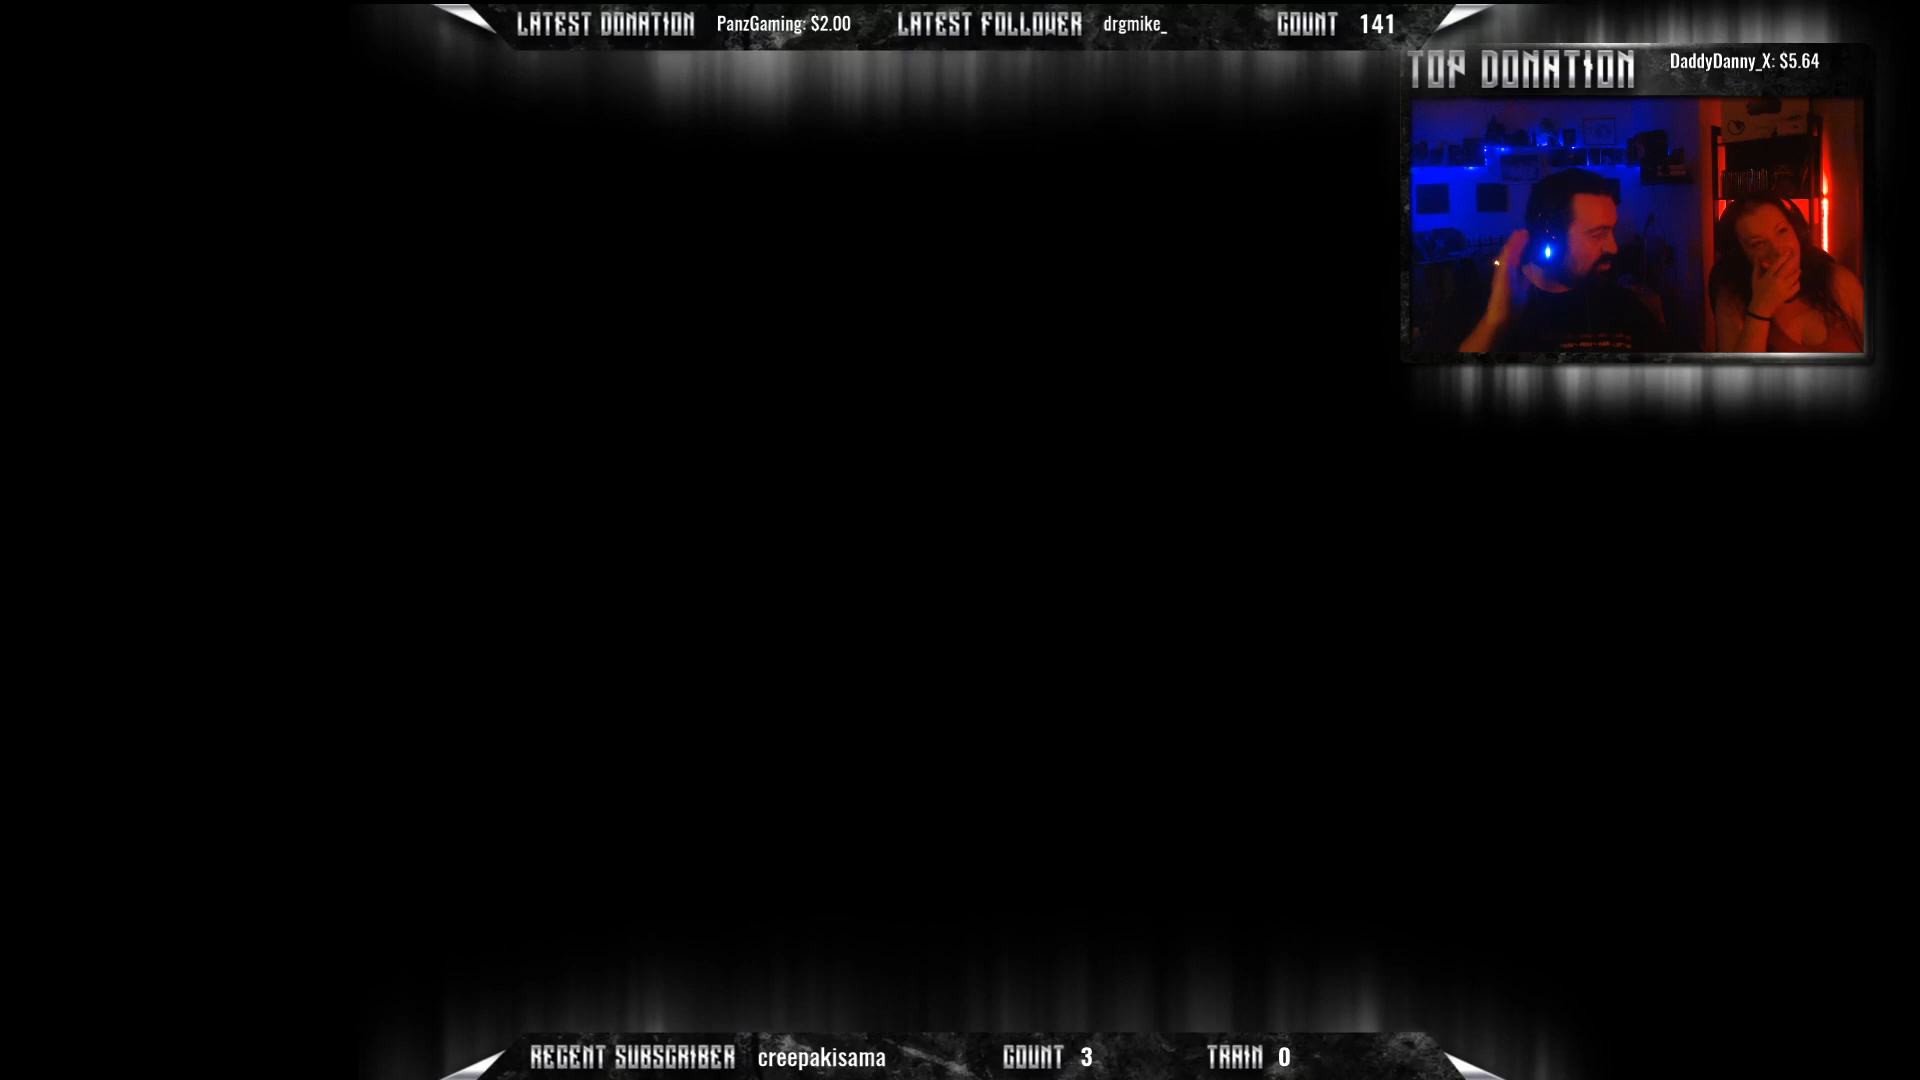 LATEST DONATION PanzGaming: $2.00 LATEST FOLLOWER drgmike_ COUNT 141
TOP DONATION DaddyDanny_X: $5.64
RECENT SUBSCRIBER creepakisama COUNT 3 TRAIN 0